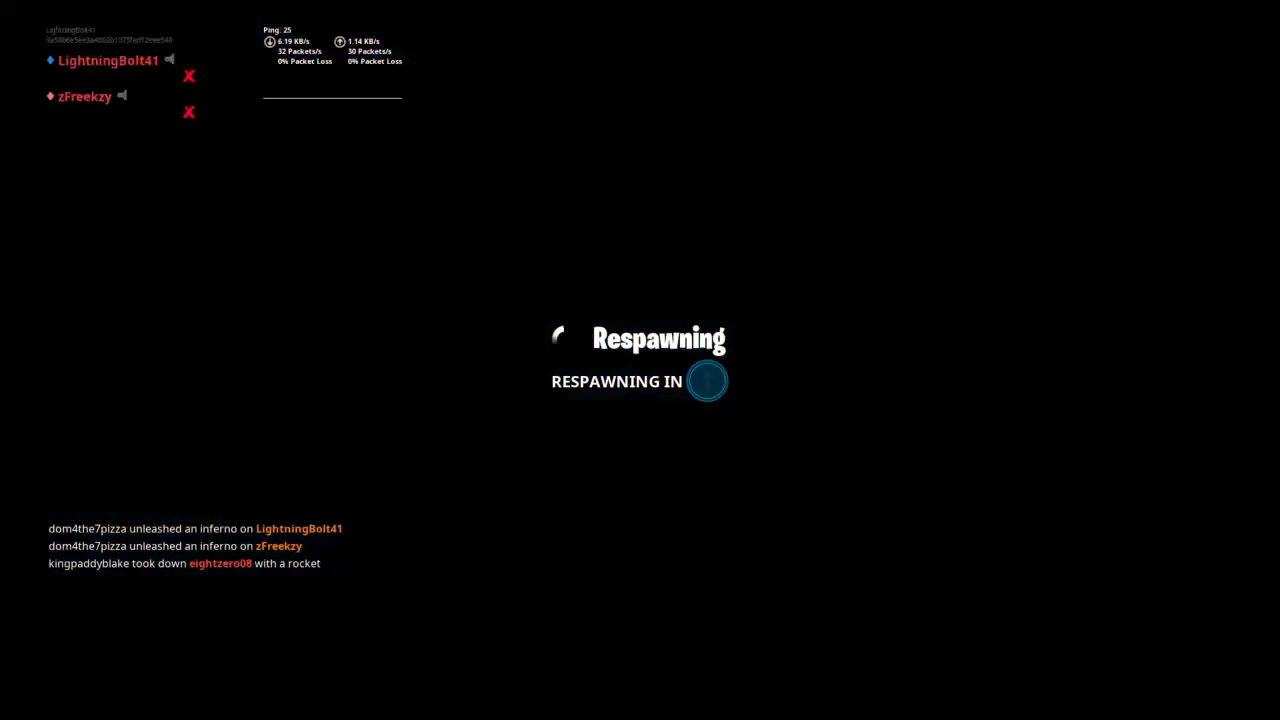 LightningBolt41
LightningBolt41
X
zFreekzy
X
Ping: 25
6.19 KB/s 1.14 KB/s
32 Packets/s 30 Packets/s
0% Packet Loss 0% Packet Loss
Respawning
RESPAWNING IN
dom4the7pizza unleashed an inferno on LightningBolt41
dom4the7pizza unleashed an inferno on zFreekzy
kingpaddyblake took down eightzero08 with a rocket